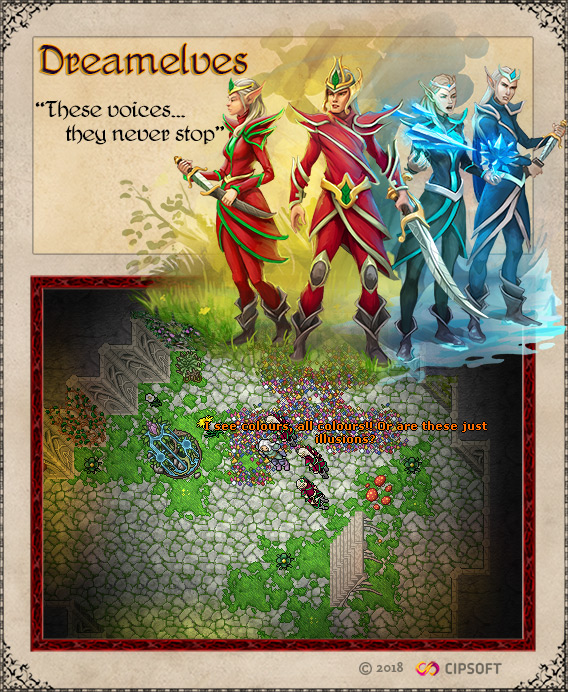 Dreamelves
“These voices...
they never stop”
I see colours, all colours!! Or are these just
illusions?
© 2018 CIPSOFT